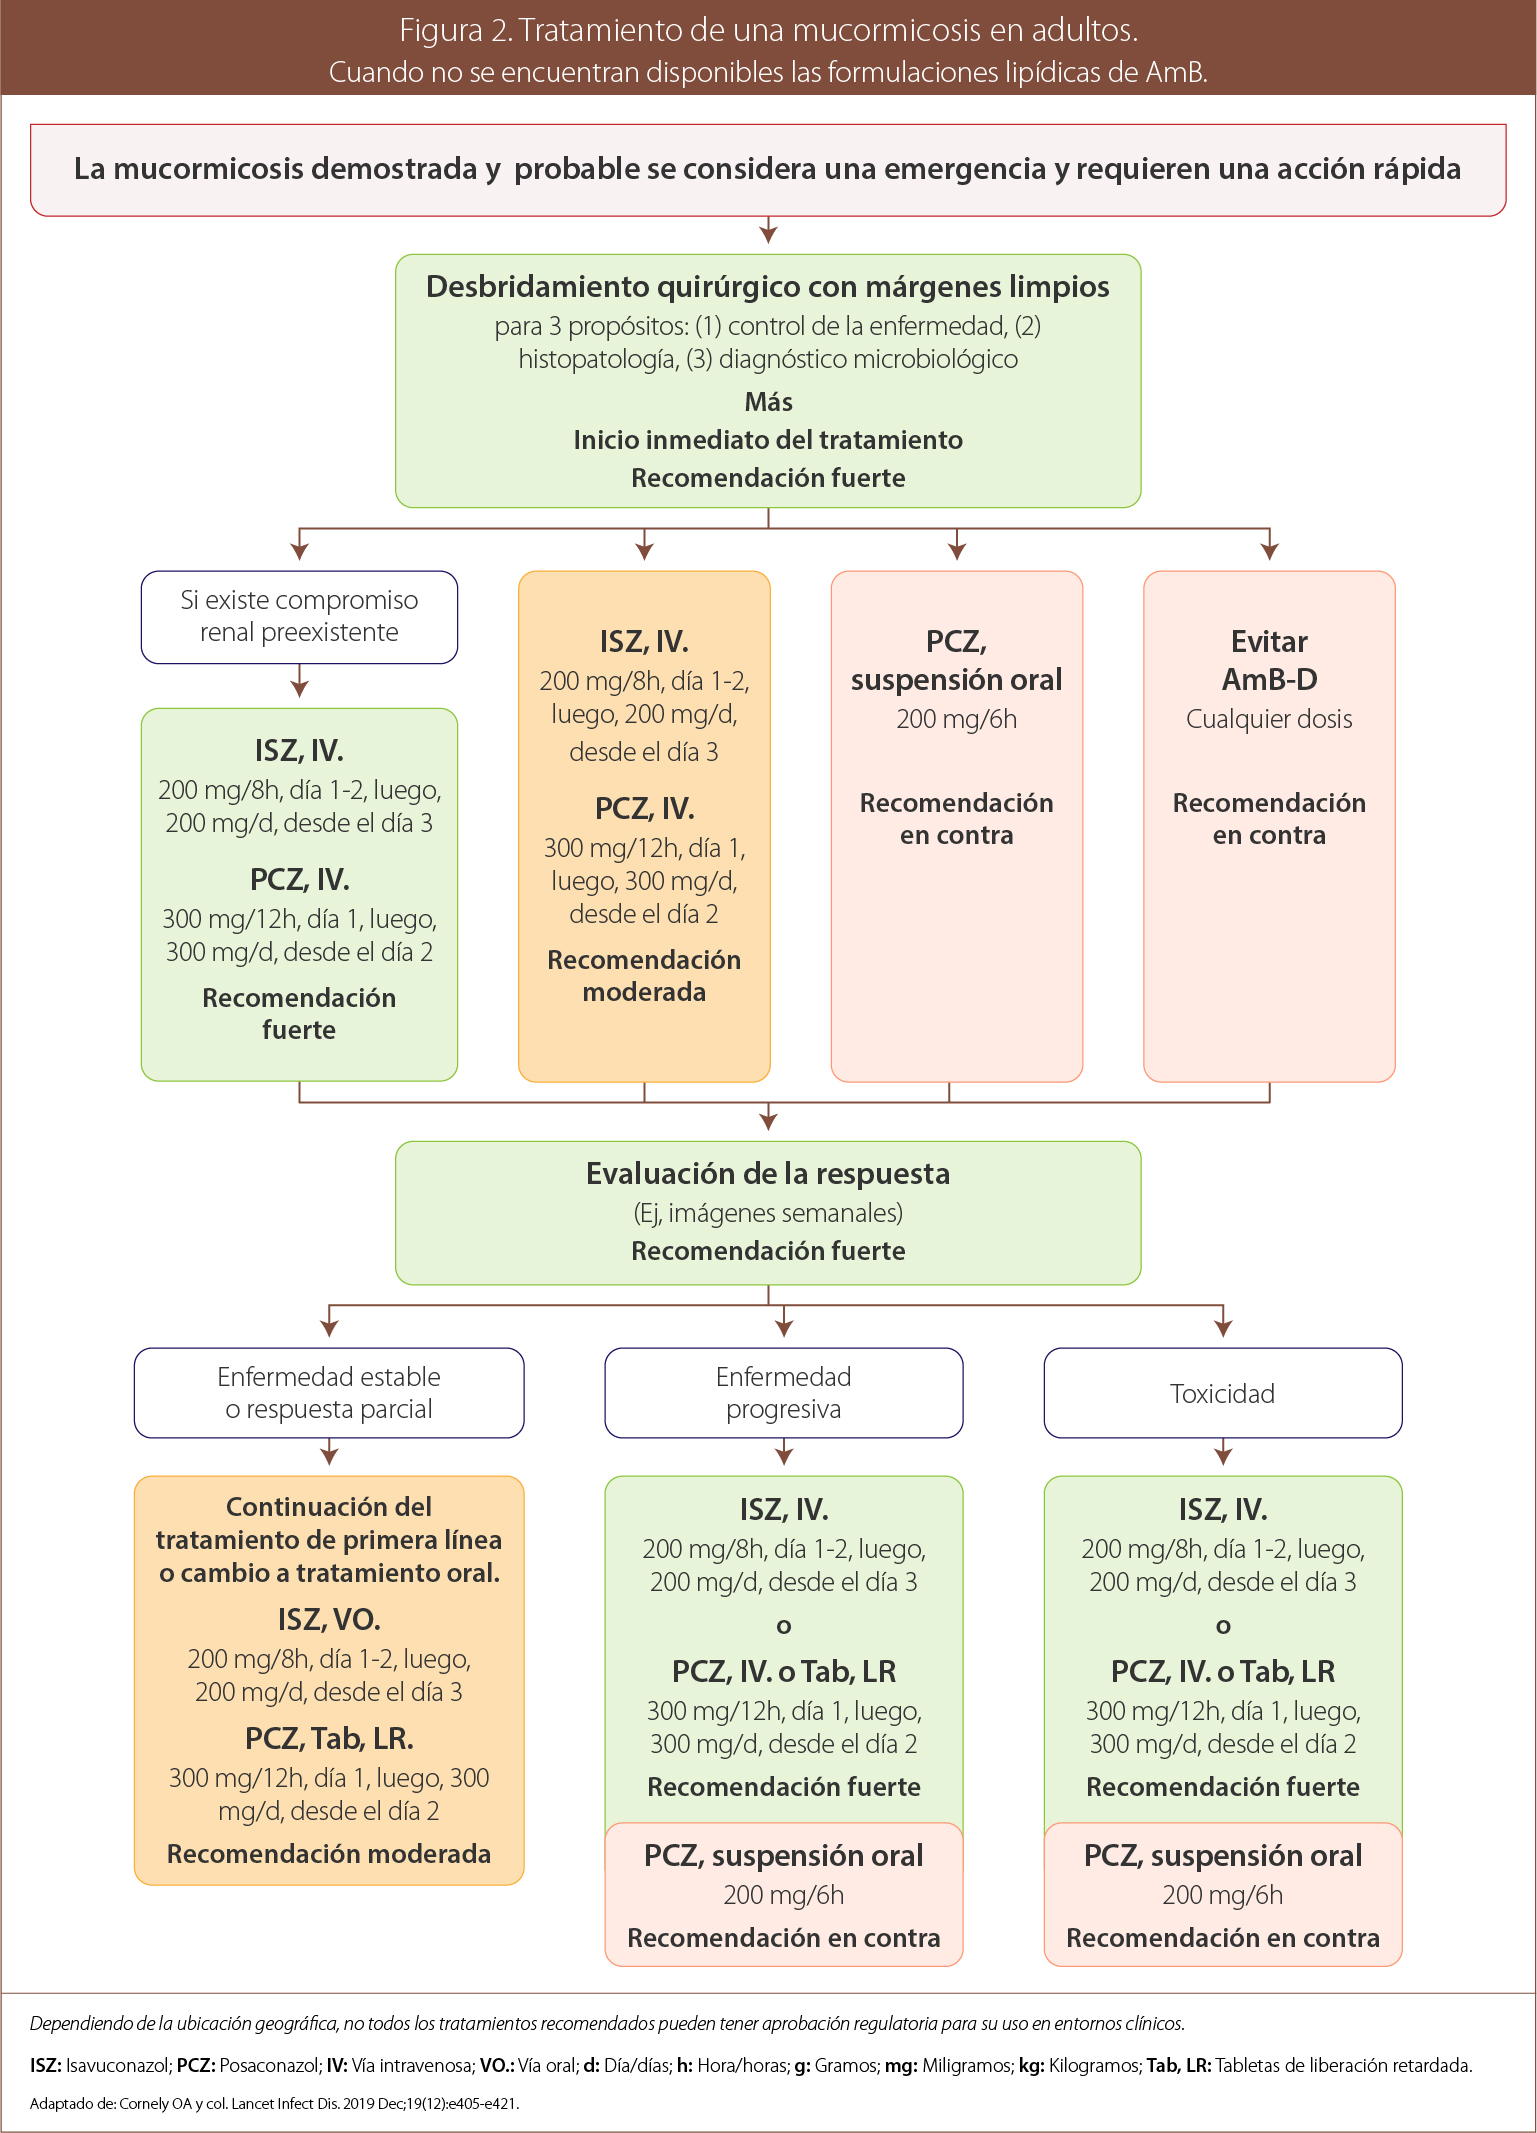 Figura 2. Tratamiento de una mucormicosis en adultos.
Cuando no se encuentran disponibles las formulaciones lipídicas de AmB.
La mucormicosis demostrada y probable se considera una emergencia y requieren una acción rápida
Desbridamiento quirúrgico con márgenes limpios
para 3 propósitos: (1) control de la enfermedad, (2)
histopatología, (3) diagnóstico microbiológico
Más
Inicio inmediato del tratamiento
Recomendación fuerte
Si existe compromiso
renal preexistente
ISZ, IV.
200 mg/8h, día 1-2, luego,
200 mg/d, desde el día 3
PCZ, IV.
300 mg/12h, día 1, luego,
300 mg/d, desde el día 2
Recomendación
fuerte
ISZ, IV.
200 mg/8h, día 1-2,
luego, 200 mg/d,
desde el día 3
PCZ, IV.
300 mg/12h, día 1,
luego, 300 mg/d,
desde el día 2
Recomendación
moderada
PCZ,
suspensión oral
200 mg/6h
Recomendación
en contra
Evitar
AmB-D
Cualquier dosis
Recomendación
en contra
Evaluación de la respuesta
(Ej, imágenes semanales)
Recomendación fuerte
Enfermedad estable
o respuesta parcial
Continuación del
tratamiento de primera línea
o cambio a tratamiento oral.
ISZ, VO.
200 mg/8h, día 1-2, luego,
200 mg/d, desde el día 3
PCZ, Tab, LR.
300 mg/12h, día 1, luego, 300
mg/d, desde el día 2
Recomendación moderada
Enfermedad
progresiva
ISZ, IV.
200 mg/8h, día 1-2, luego,
200 mg/d, desde el día 3
o
PCZ, IV. o Tab, LR
300 mg/12h, día 1, luego,
300 mg/d, desde el día 2
Recomendación fuerte
PCZ, suspensión oral
200 mg/6h
Recomendación en contra
Toxicidad
ISZ, IV.
200 mg/8h, día 1-2, luego,
200 mg/d, desde el día 3
o
PCZ, IV. o Tab, LR
300 mg/12h, día 1, luego,
300 mg/d, desde el día 2
Recomendación fuerte
PCZ, suspensión oral
200 mg/6h
Recomendación en contra
Dependiendo de la ubicación geográfica, no todos los tratamientos recomendados pueden tener aprobación regulatoria para su uso en entornos clínicos.
ISZ: Isavuconazol; PCZ: Posaconazol; IV: Vía intravenosa; VO.: Vía oral; d: Día/días; h: Hora/horas; g: Gramos; mg: Miligramos; kg: Kilogramos; Tab, LR: Tabletas de liberación retardada.
Adaptado de: Cornely OA y col. Lancet Infect Dis. 2019 Dec;19(12):e405-e421.